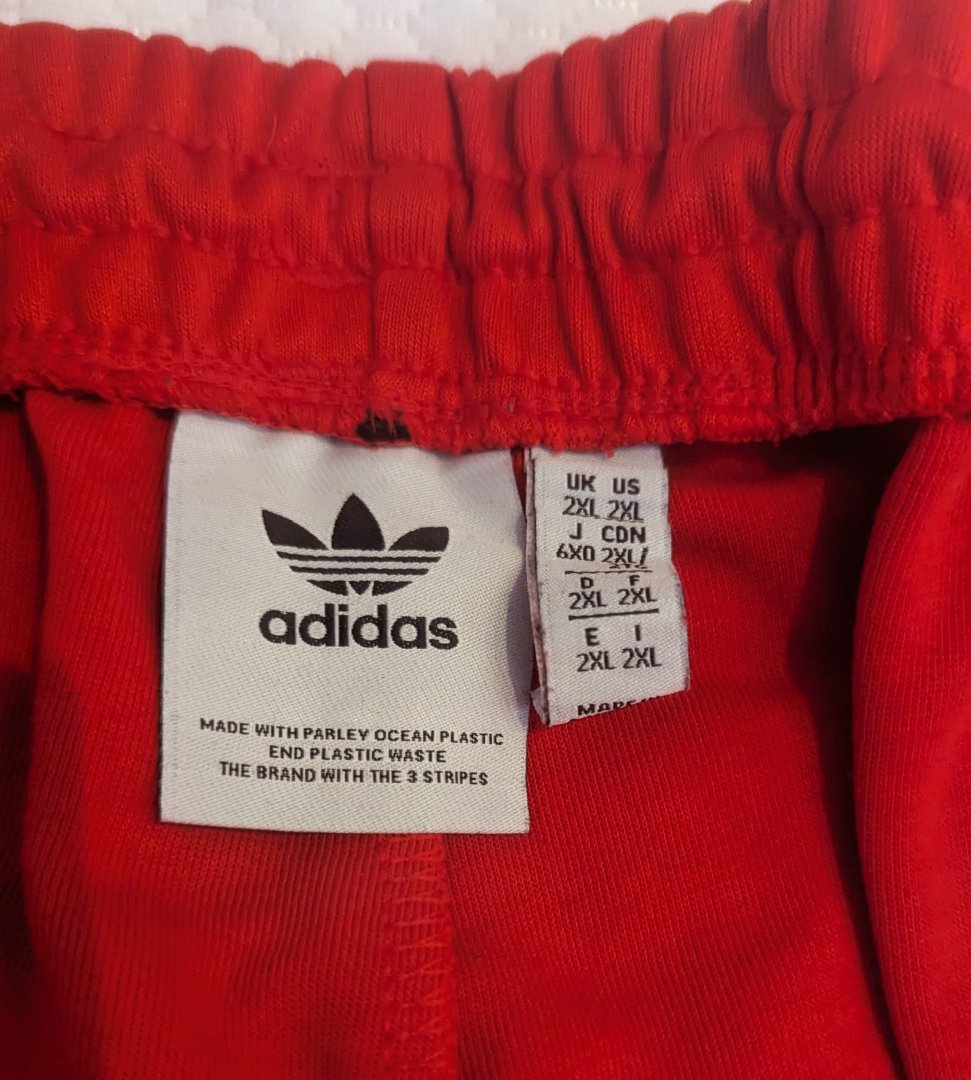 adidas
MADE WITH PARLEY OCEAN PLASTIC
END PLASTIC WASTE
THE BRAND WITH THE 3 STRIPES
UK US
2XL 2XL
J CDN
6XO 2XL/
D F
2XL 2XL
E I
2XL 2XL